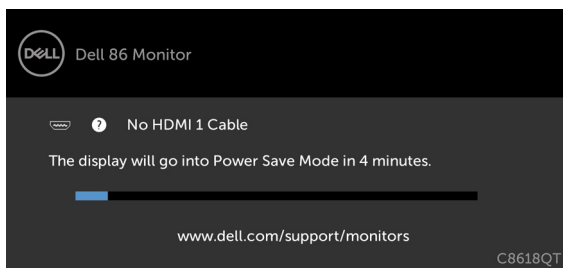 DELL Dell 86 Monitor
? No HDMI 1 Cable
The display will go into Power Save Mode in 4 minutes.
www.dell.com/support/monitors
C8618QT